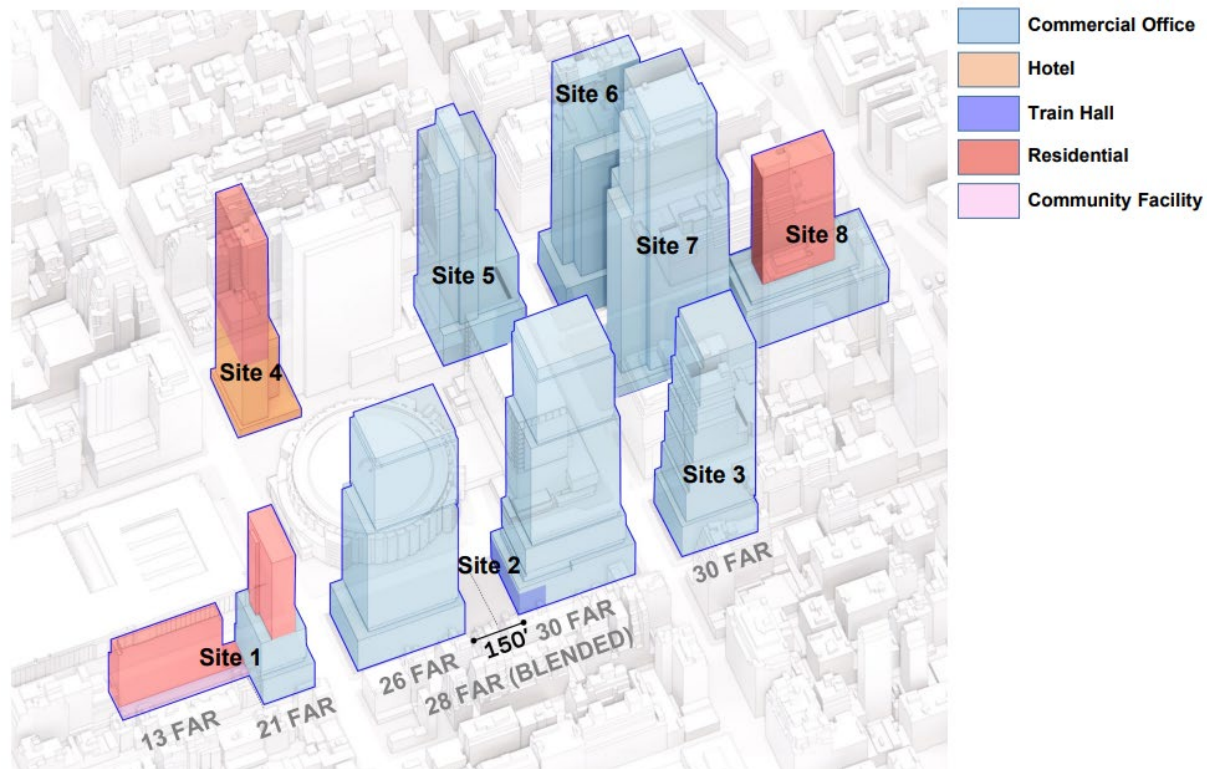 Commercial Office
Hotel
Train Hall
Residential
Community Facility
Site 6
Site 7
Site 8
Site 5
Site 4
Site 3
Site 2
Site 1
30 FAR
150'
30 FAR
26 FAR
28 FAR (BLENDED)
21 FAR
13 FAR